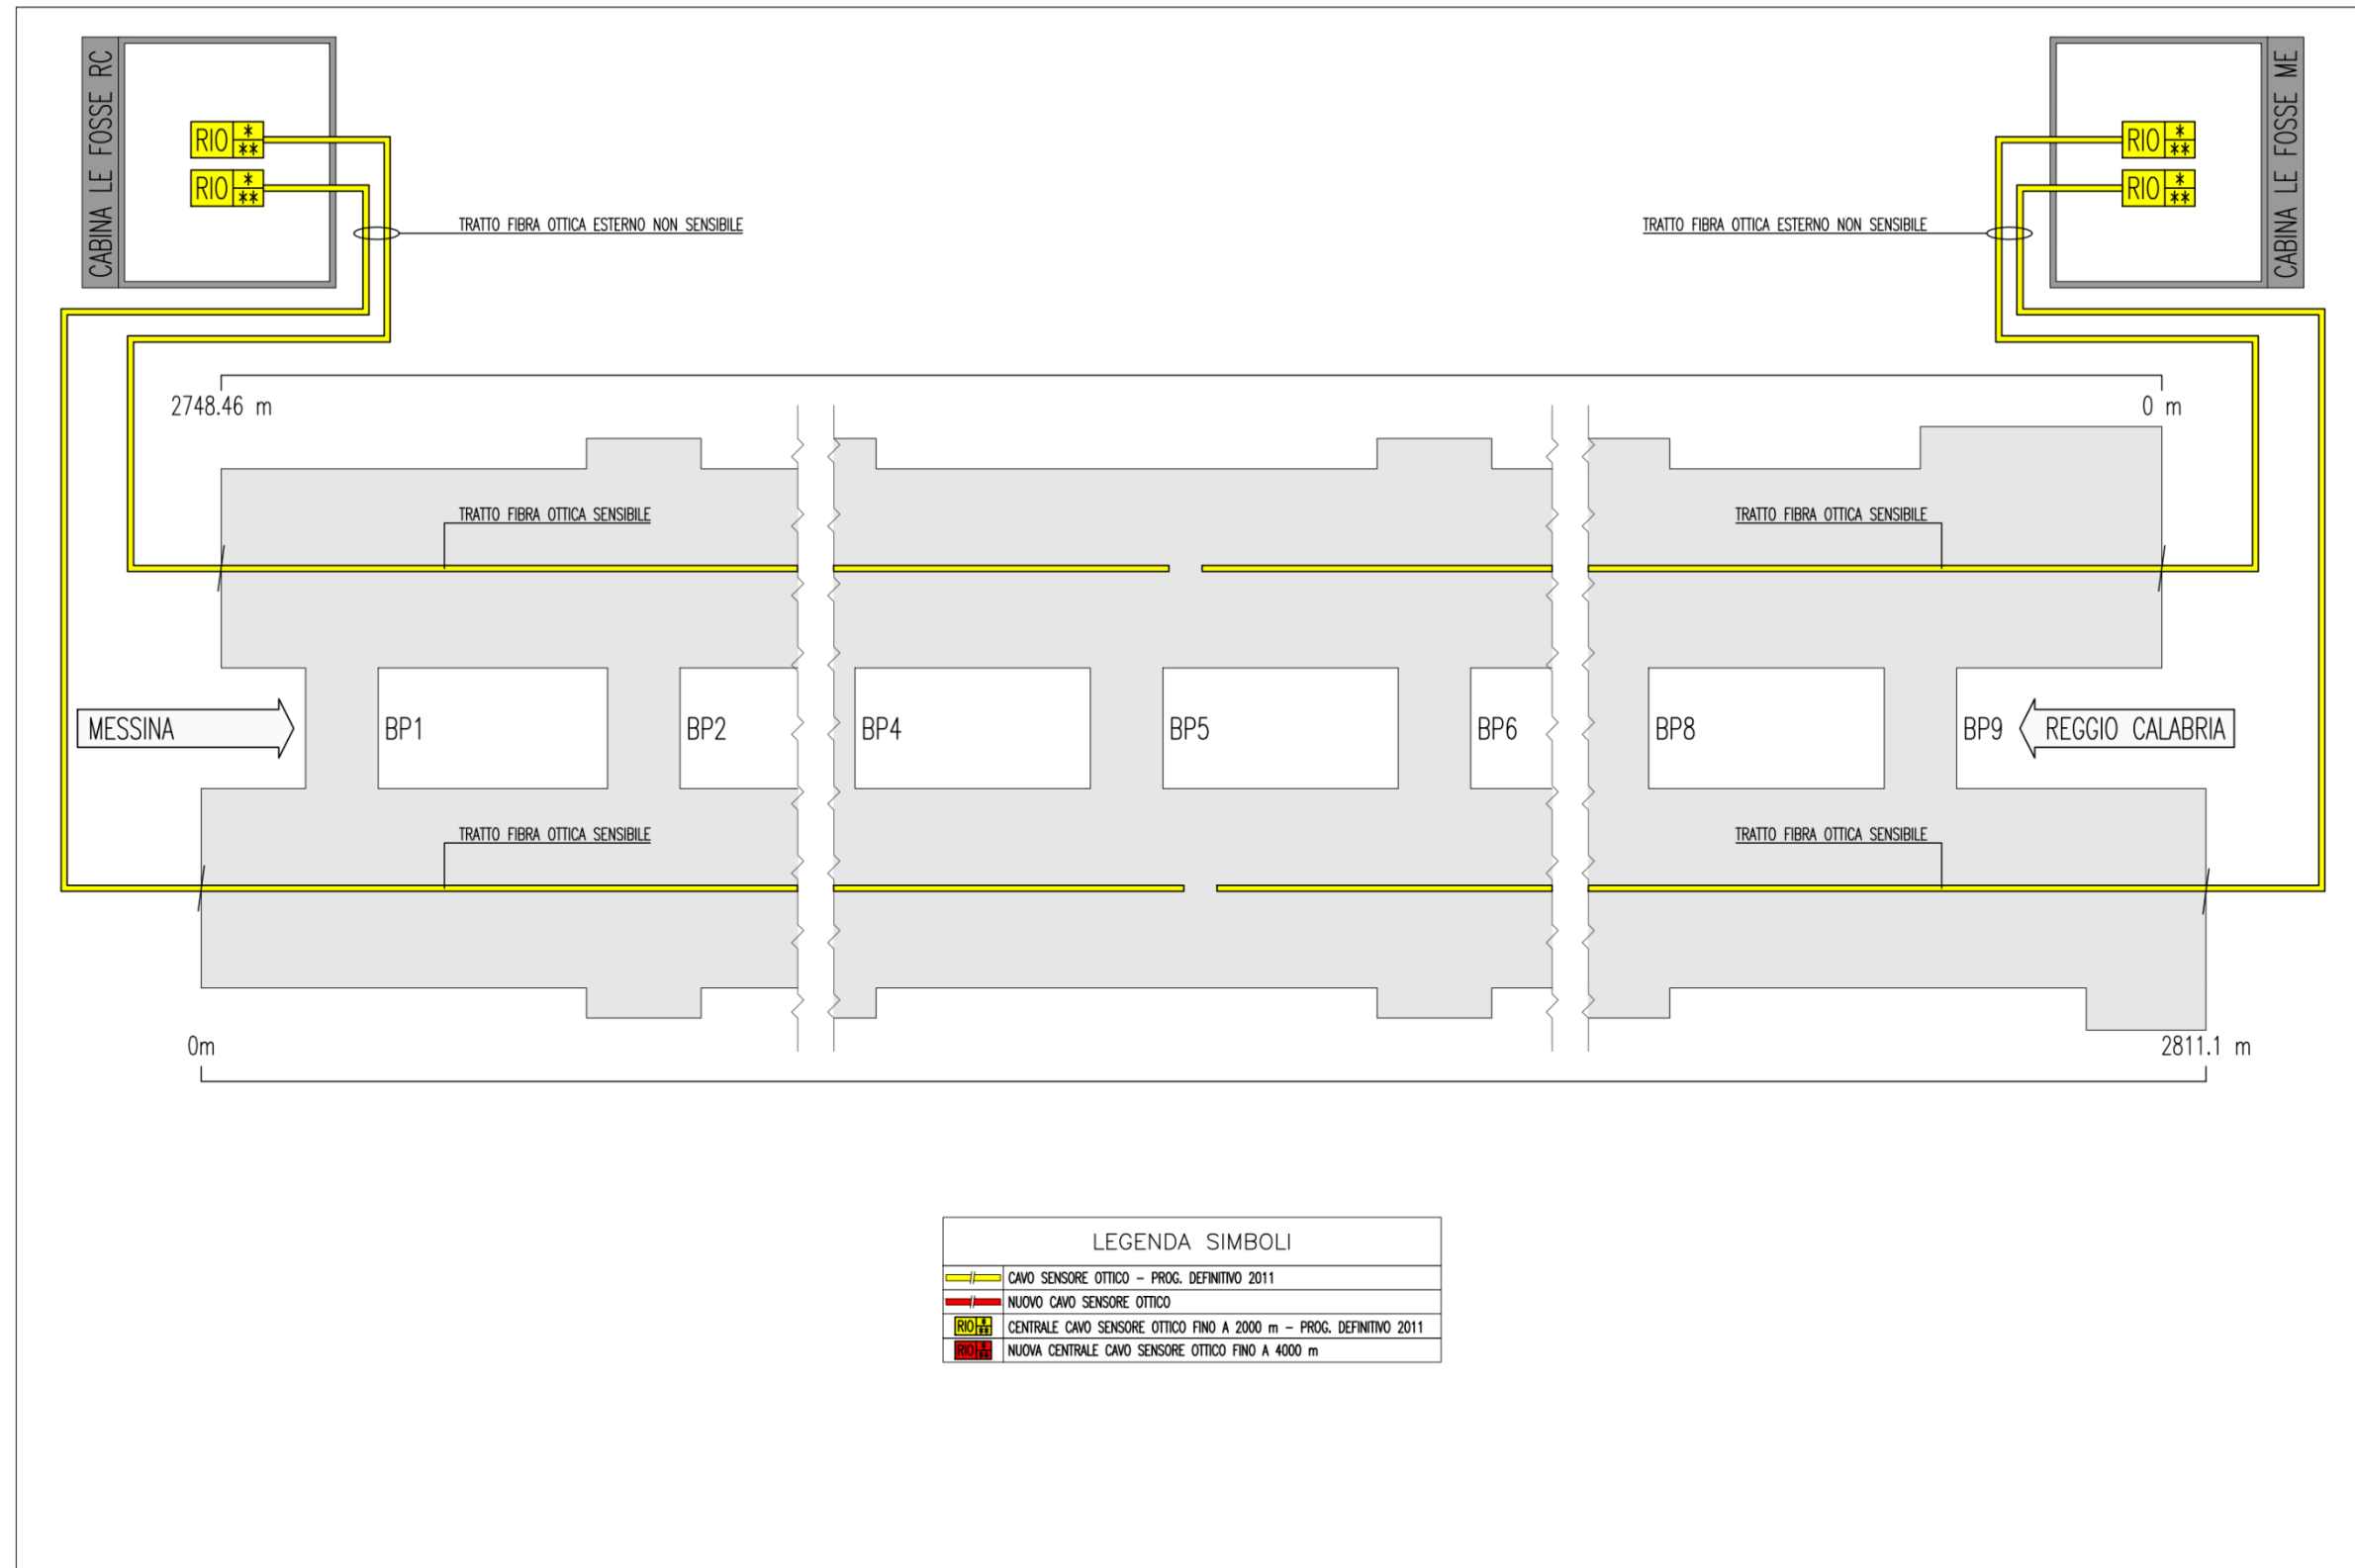 CABINA LE FOSSE RC
RIO * **
RIO * **
TRATTO FIBRA OTTICA ESTERNO NON SENSIBILE
TRATTO FIBRA OTTICA ESTERNO NON SENSIBILE
RIO * **
RIO * **
CABINA LE FOSSE ME
2748.46 m
0 m
TRATTO FIBRA OTTICA SENSIBILE
TRATTO FIBRA OTTICA SENSIBILE
MESSINA
BP1
BP2
BP4
BP5
BP6
BP8
BP9
REGGIO CALABRIA
TRATTO FIBRA OTTICA SENSIBILE
TRATTO FIBRA OTTICA SENSIBILE
0m
2811.1 m
LEGENDA SIMBOLI
CAVO SENSORE OTTICO - PROG. DEFINITIVO 2011
NUOVO CAVO SENSORE OTTICO
RIO * ** CENTRALE CAVO SENSORE OTTICO FINO A 2000 m - PROG. DEFINITIVO 2011
RIO * ** NUOVA CENTRALE CAVO SENSORE OTTICO FINO A 4000 m